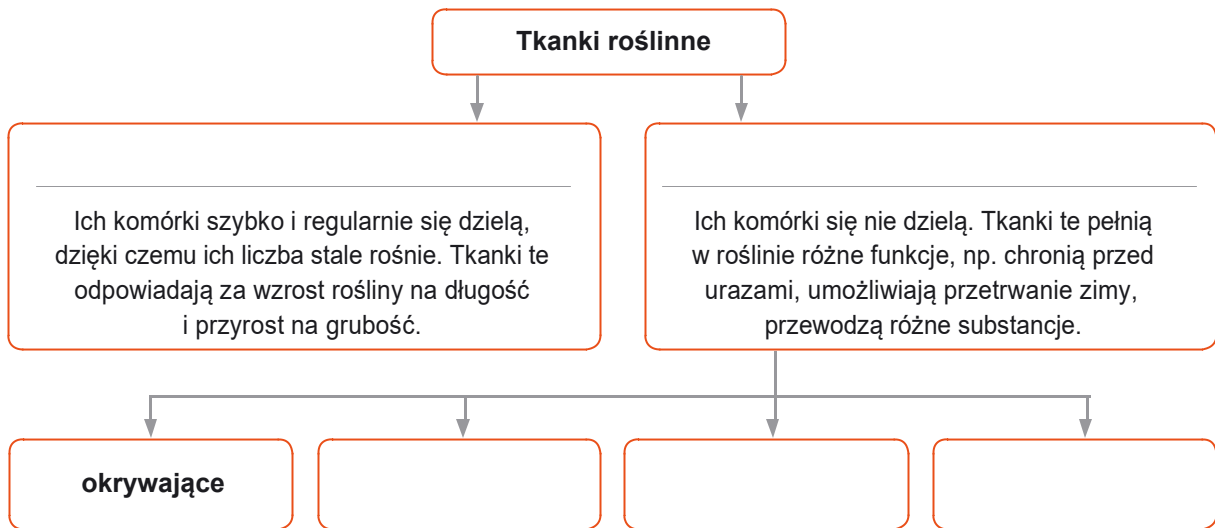 Tkanki roślinne
Ich komórki szybko i regularnie się dzielą,
dzięki czemu ich liczba stale rośnie. Tkanki te
odpowiadają za wzrost rośliny na długość
i przyrost na grubość.
Ich komórki się nie dzielą. Tkanki te pełnią
w roślinie różne funkcje, np. chronią przed
urazami, umożliwiają przetrwanie zimy,
przewodzą różne substancje.
okrywające